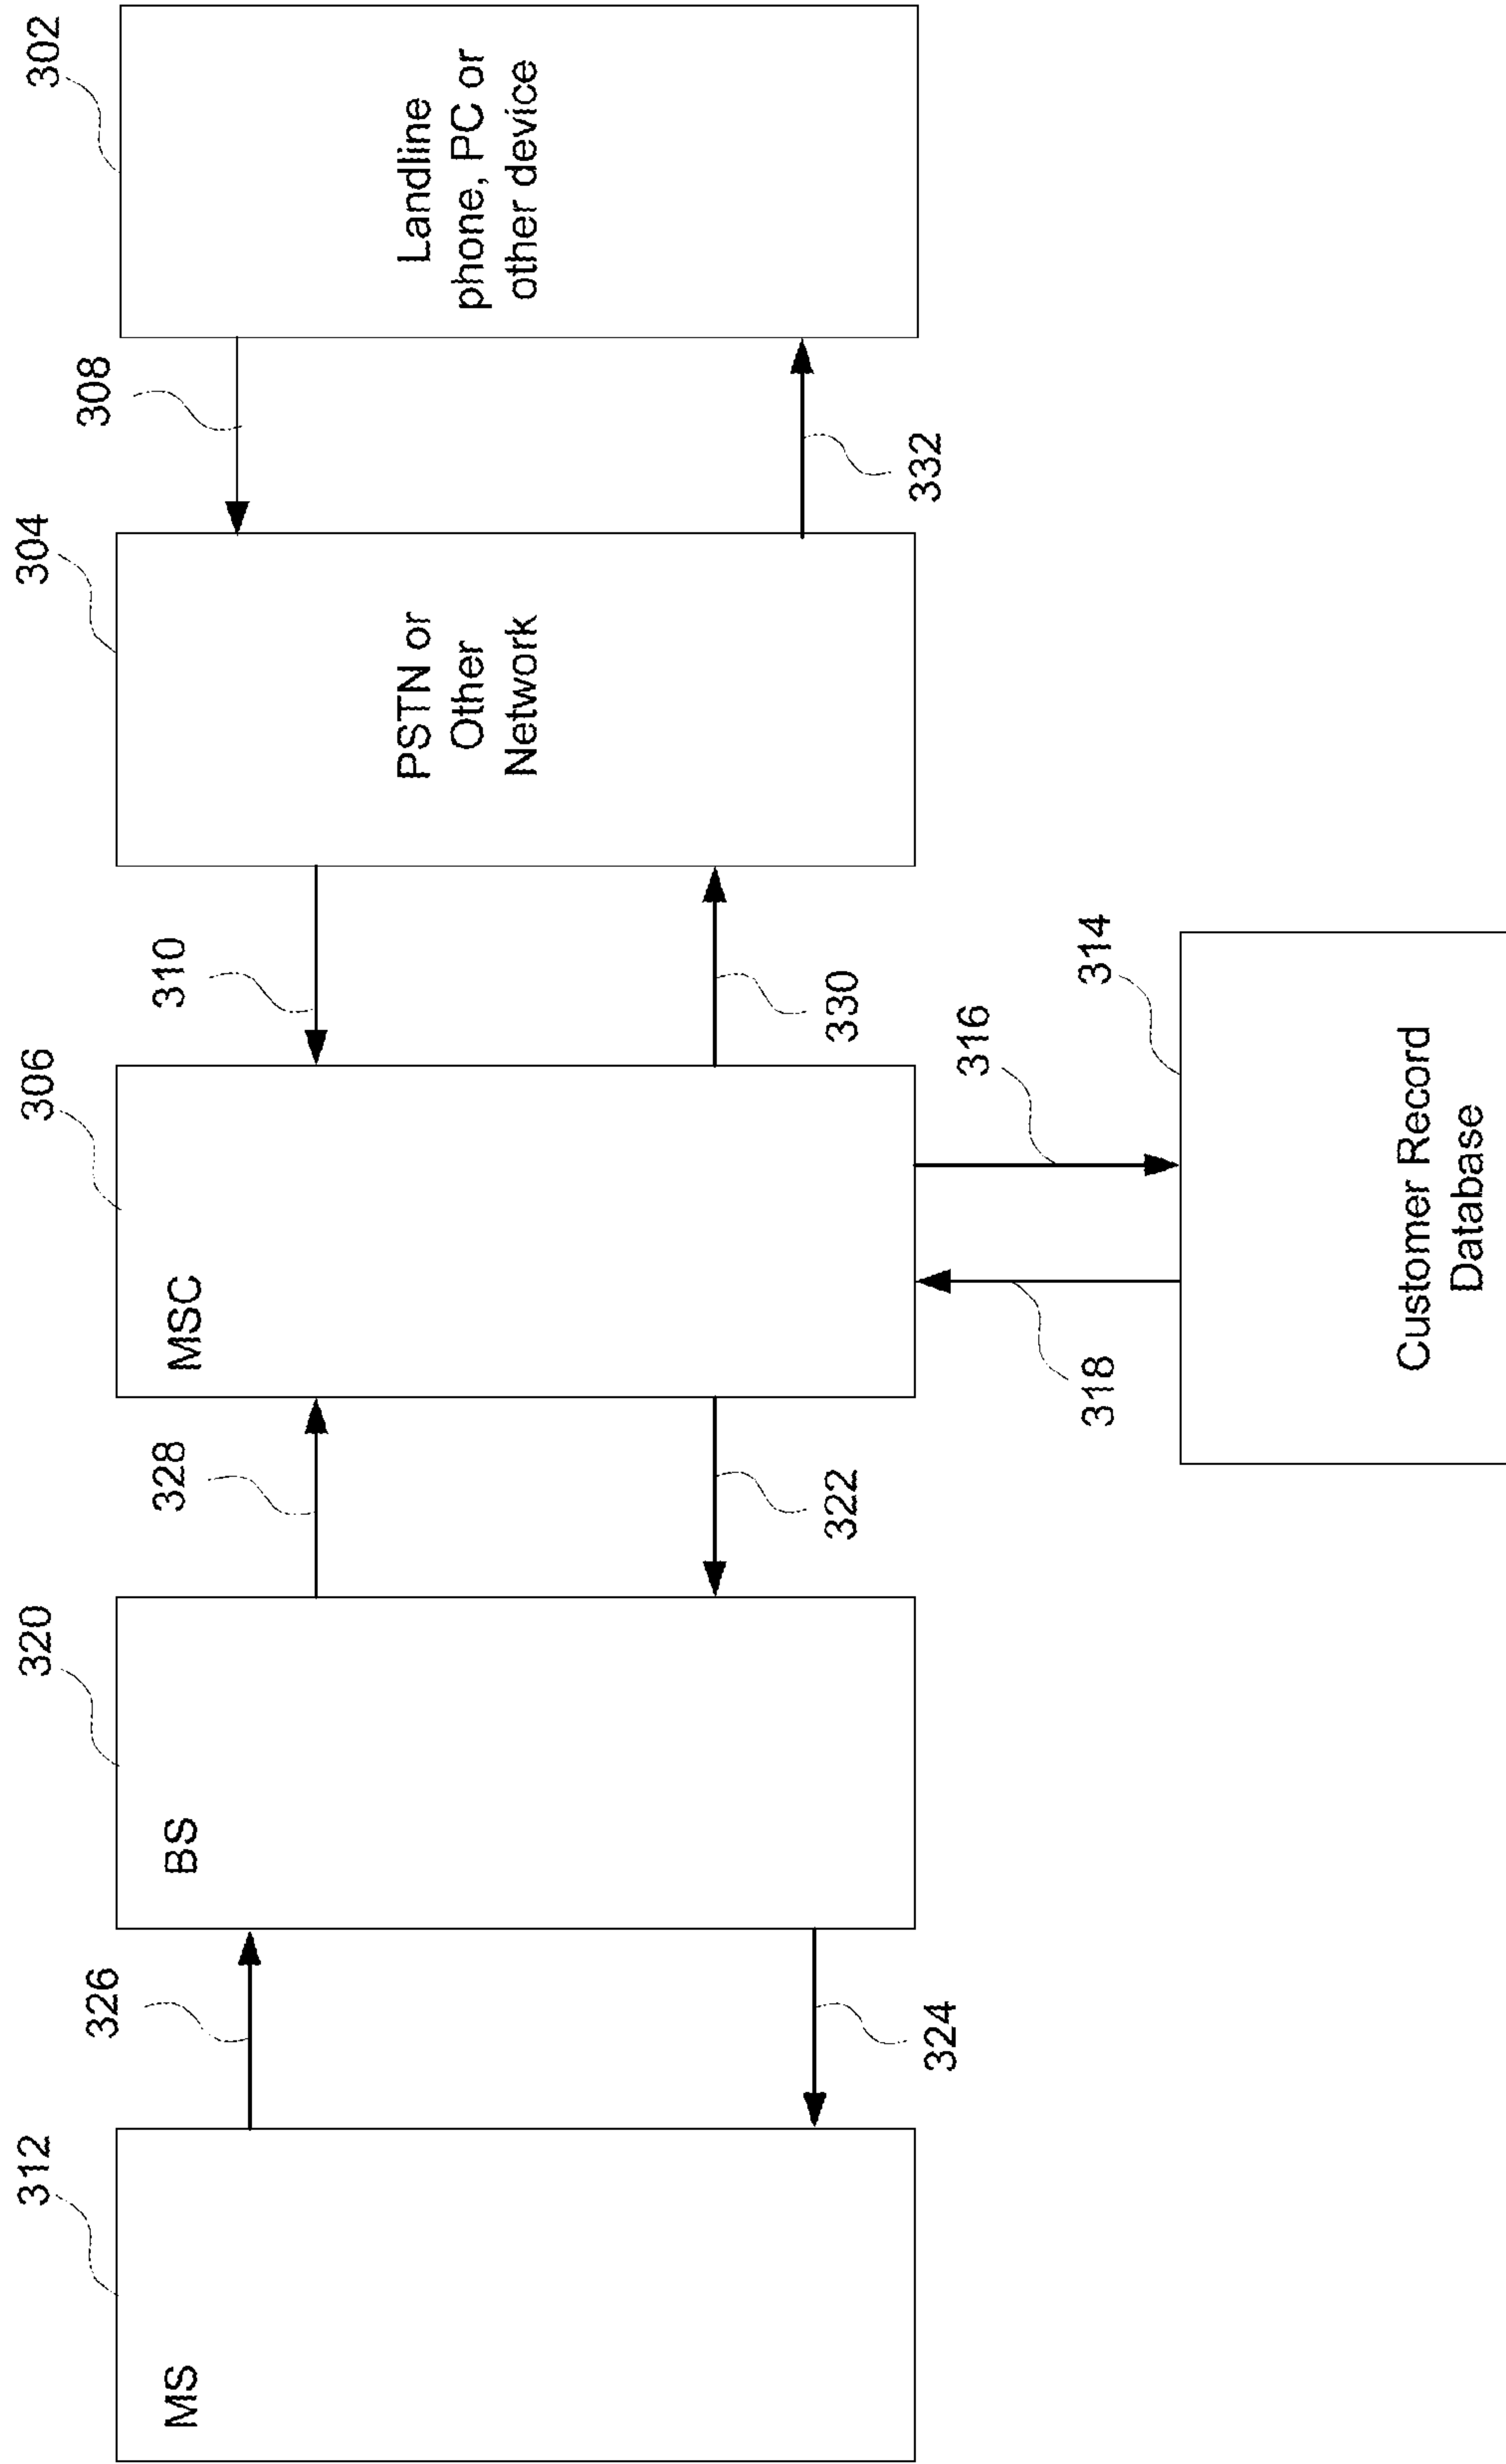 312
326
320
328
306
310
304
308
302
MS
BS
MSC
PSTN or
Other
Network
Landline
phone, PC or
other device
324
322
330
332
318
316
314
Customer Record
Database